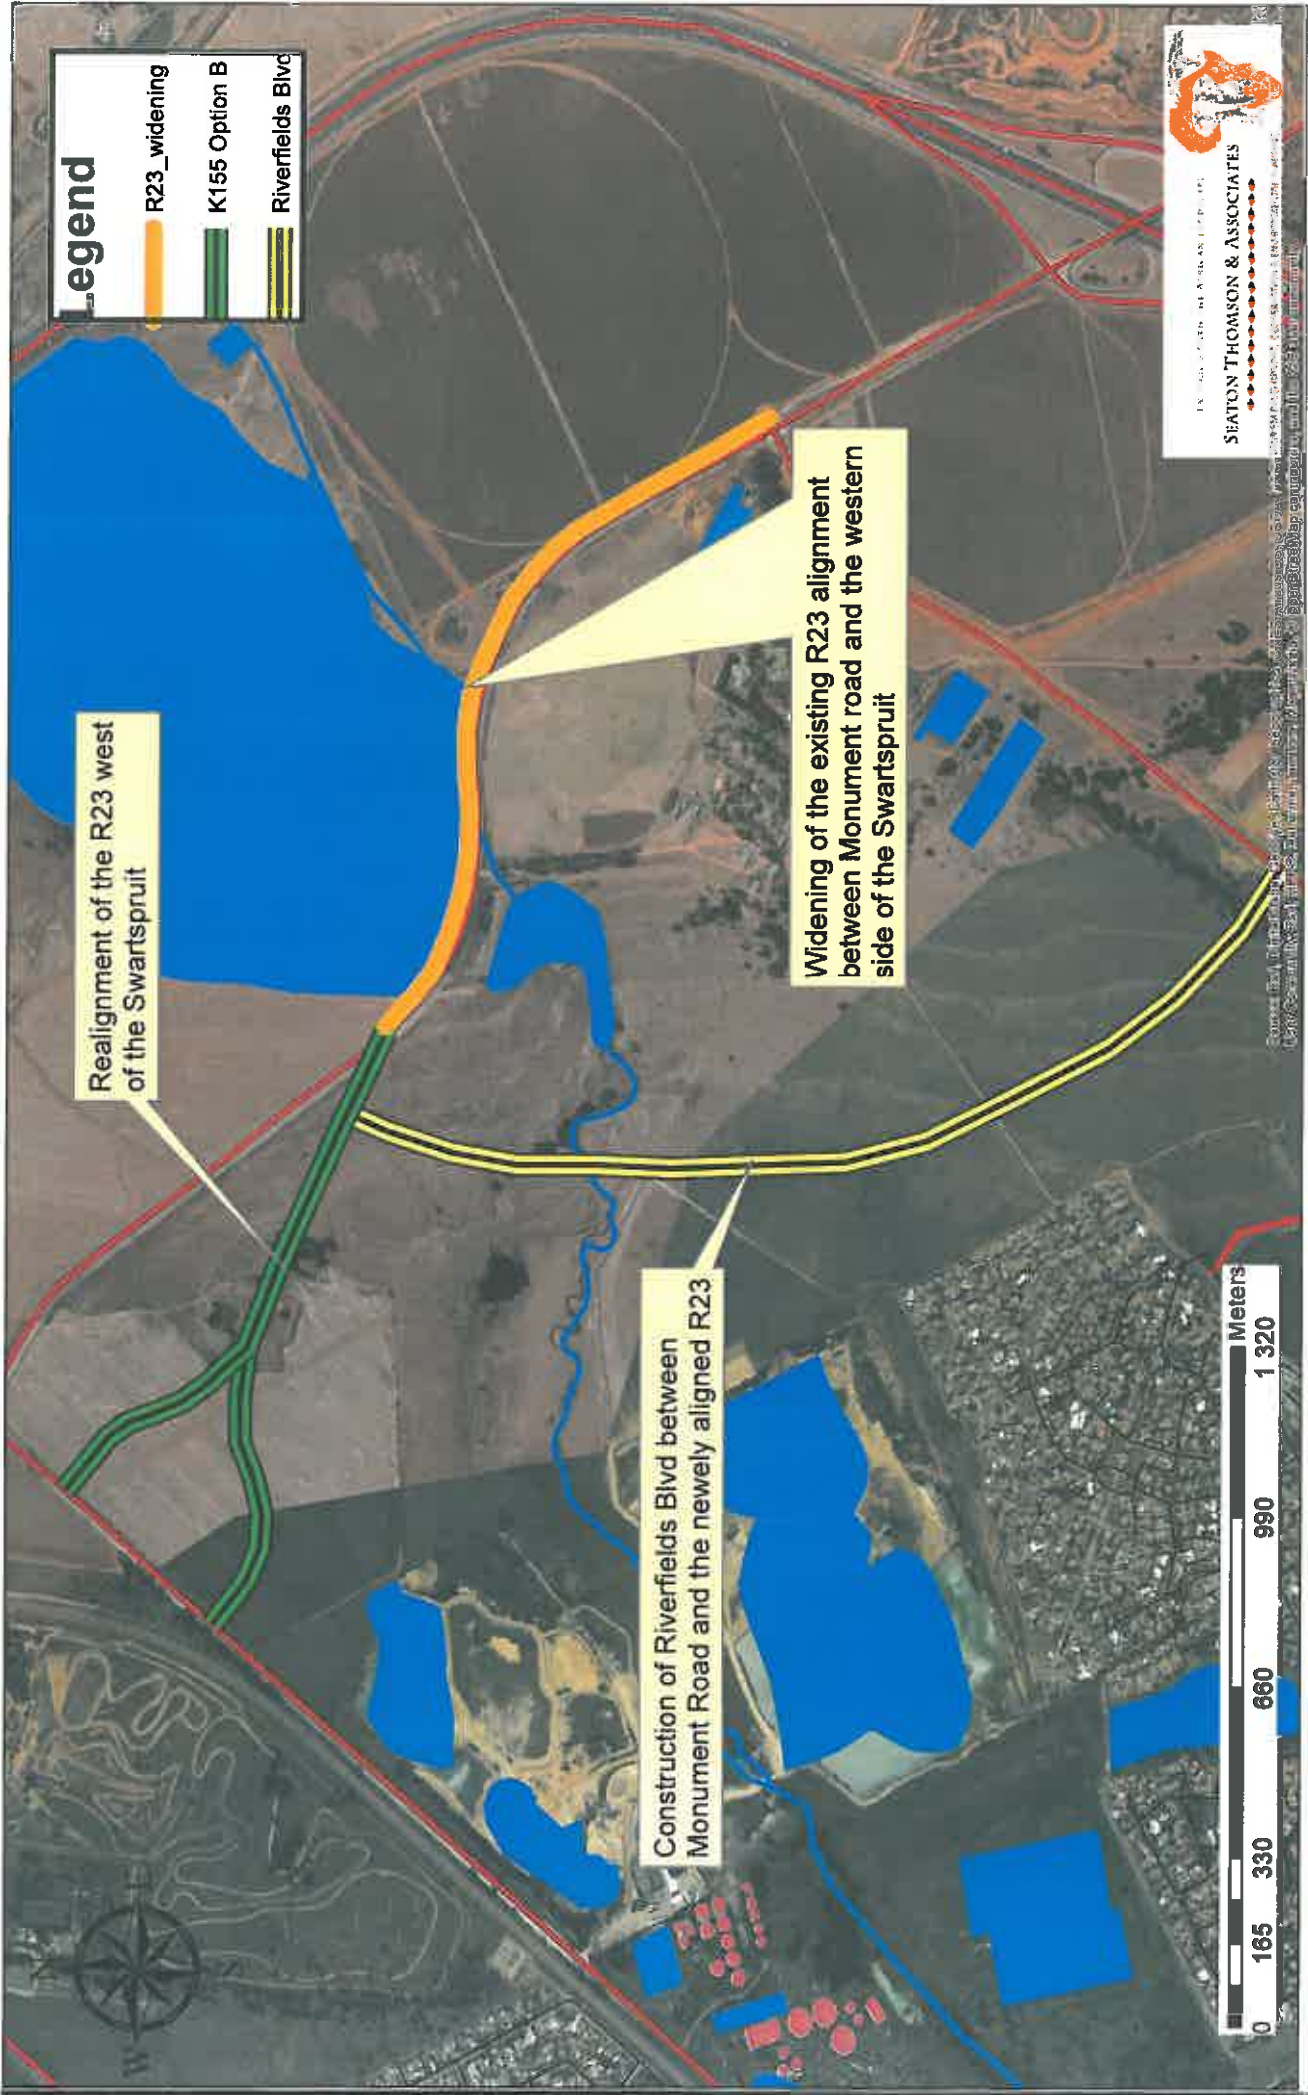 Legend
R23_widening
K155 Option B
Riverfields Blvd
Realignment of the R23 west
of the Swartspruit
Widening of the existing R23 alignment
between Monument road and the western
side of the Swartspruit
Construction of Riverfields Blvd between
Monument Road and the newely aligned R23
N
W
S
Meters
0 165 330 660 990 1 320
SEATON THOMSON & ASSOCIATES